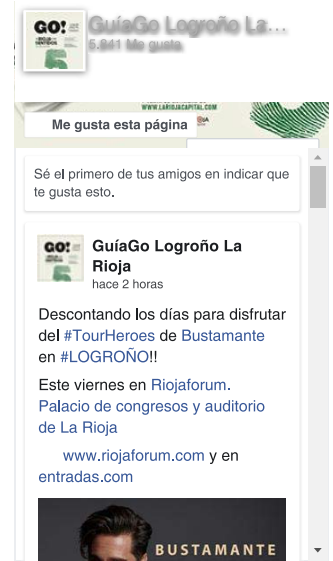 GO!
GuíaGo Logroño La...
5.841 Me gusta
WWW.LARIOJACAPITAL.COM
Me gusta esta página
Sé el primero de tus amigos en indicar que
te gusta esto.
GO!
GuíaGo Logroño La
Rioja
hace 2 horas
Descontando los días para disfrutar
del #TourHeroes de Bustamante
en #LOGROÑO!!
Este viernes en Riojaforum.
Palacio de congresos y auditorio
de La Rioja
www.riojaforum.com y en
entradas.com
BUSTAMANTE